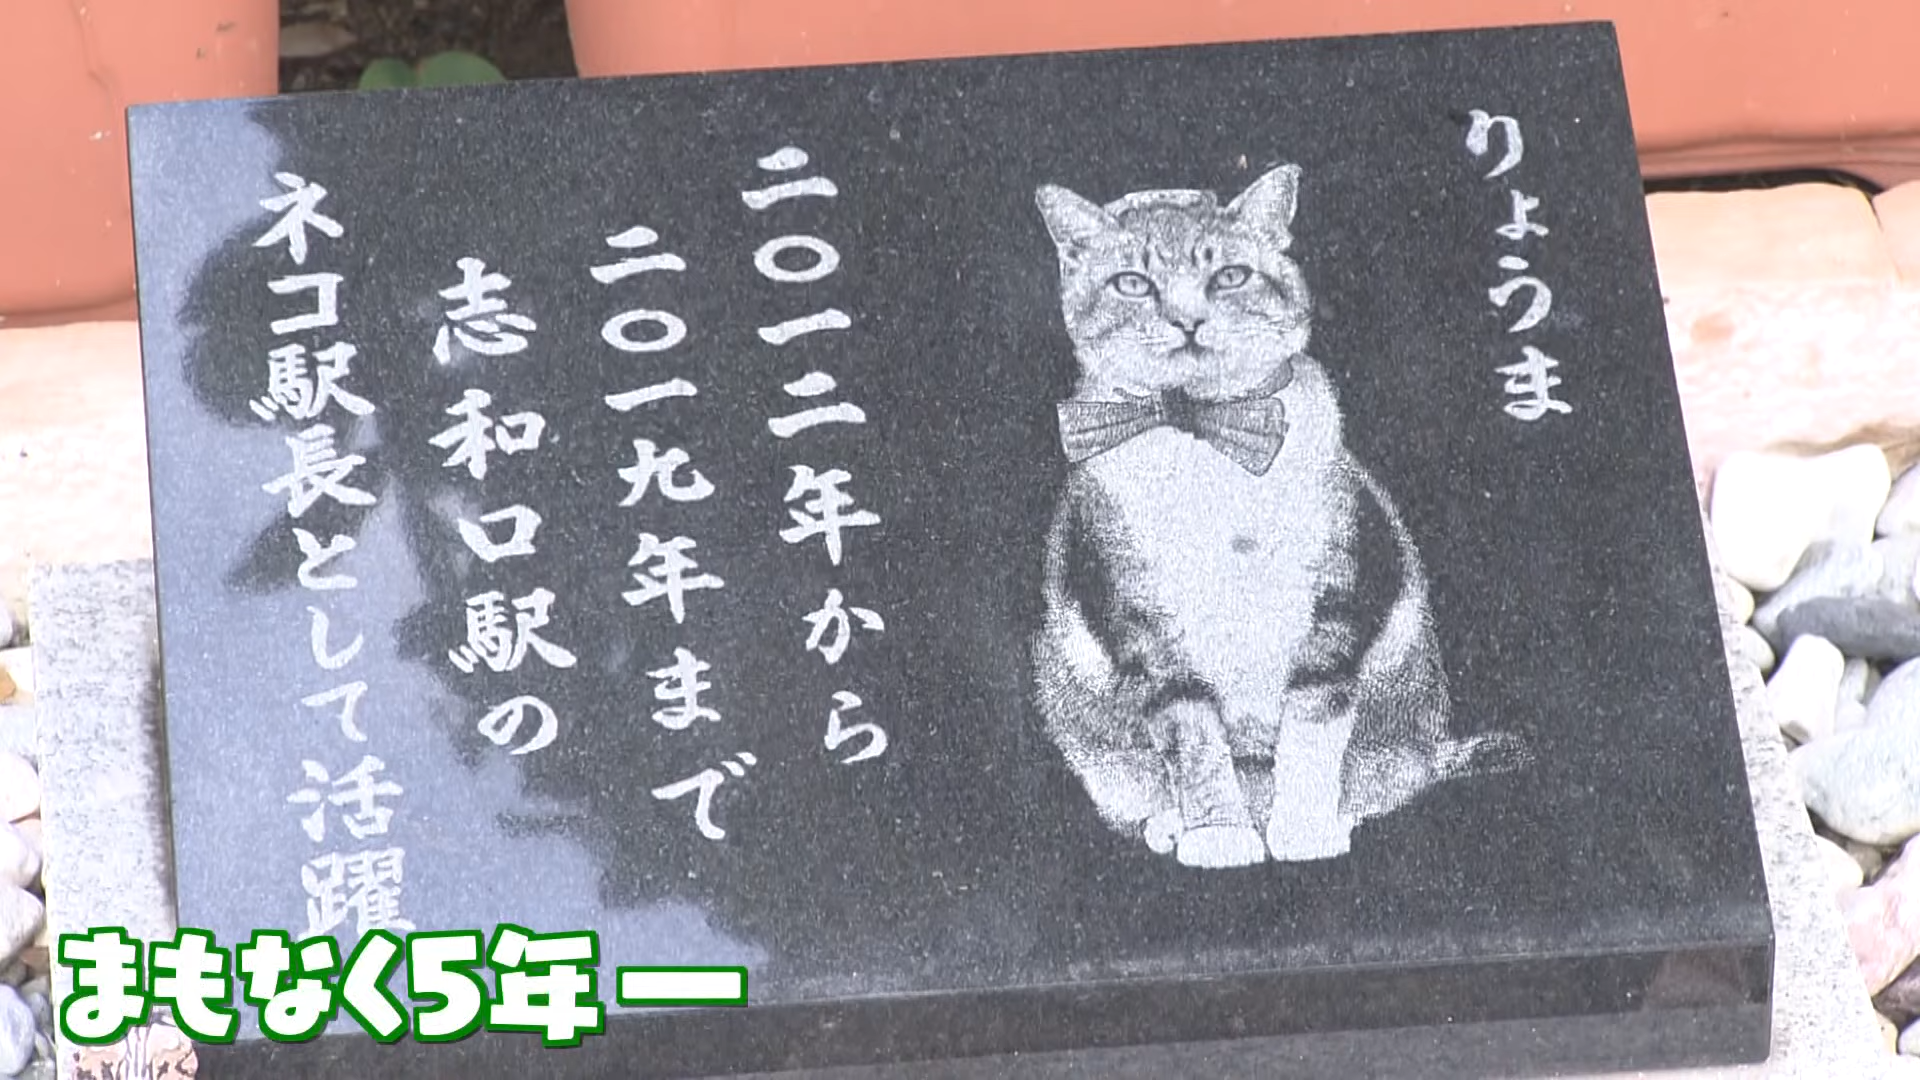 りょうま
二〇一二年から
二〇一九年まで
志和口駅の
ネコ駅長として活躍
まもなく5年―